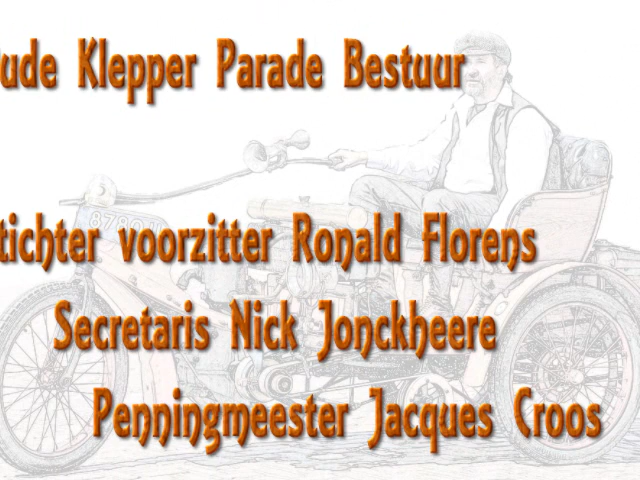 ude Klepper Parade Bestuur
tichter voorzitter Ronald Florens
Secretaris Nick Jonckheere
Penningmeester Jacques Croos